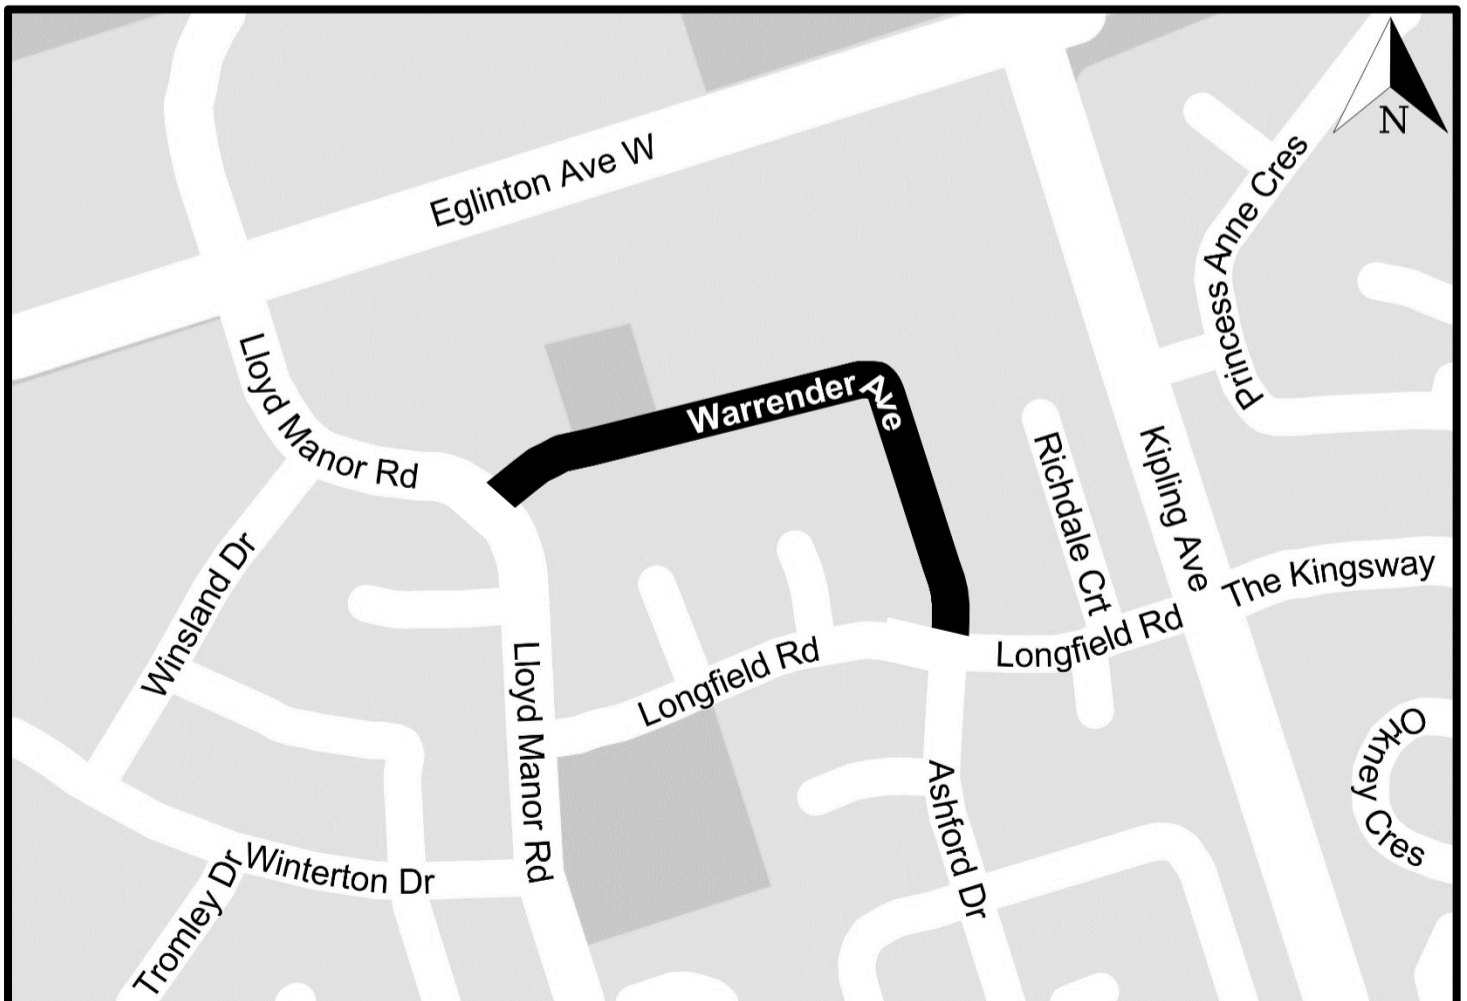 N
Eglinton Ave W
Princess Anne Cres
Lloyd Manor Rd
Warrender Ave
Richdale Crt
Kipling Ave
Winsland Dr
The Kingsway
Longfield Rd
Longfield Rd
Lloyd Manor Rd
Orkney Cres
Ashford Dr
Winterton Dr
Tromley Dr